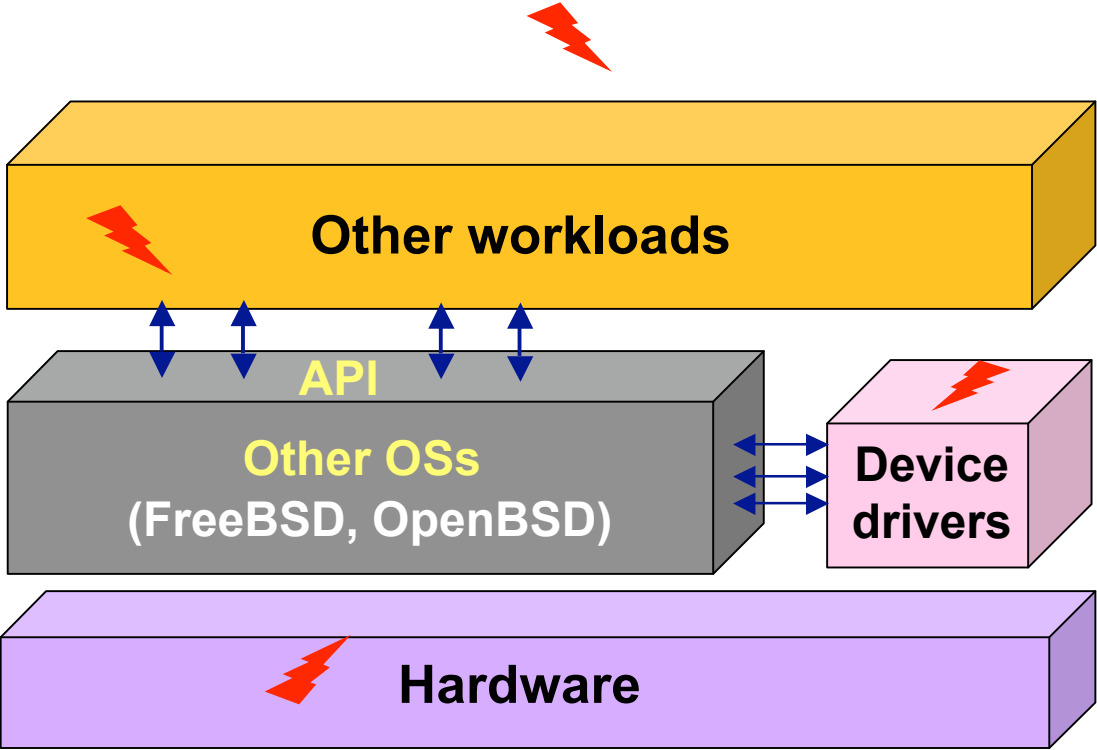 Other workloads
API
Other OSs
(FreeBSD, OpenBSD)
Device
drivers
Hardware